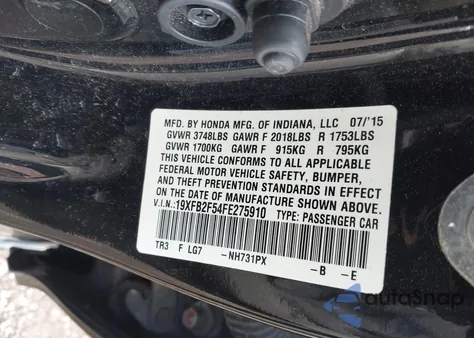 MFD. BY HONDA MFG. OF INDIANA, LLC 07/'15
GVWR 3748LBS GAWR F 2018LBS R 1753LBS
GVWR 1700KG GAWR F 915KG R 795KG
THIS VEHICLE CONFORMS TO ALL APPLICABLE
FEDERAL MOTOR VEHICLE SAFETY, BUMPER,
AND THEFT PREVENTION STANDARDS IN EFFECT
ON THE DATE OF MANUFACTURE SHOWN ABOVE.
V.I.N.:19XFB2F54FE275910 TYPE: PASSENGER CAR
TR3 F LG7 -NH731PX -B -E
autoSnap